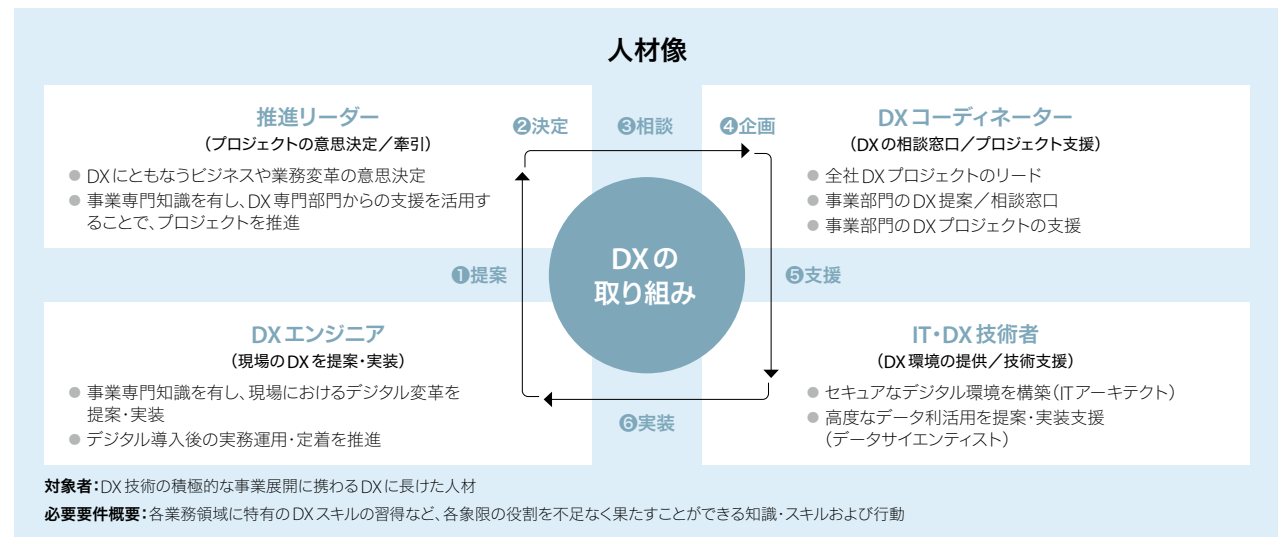 人材像
推進リーダー
(プロジェクトの意思決定/牽引)
● DXにともなうビジネスや業務変革の意思決定
● 事業専門知識を有し、DX専門部門からの支援を活用す
ることで、プロジェクトを推進
❷決定
❸相談
❹企画
DXコーディネーター
(DXの相談窓口/プロジェクト支援)
● 全社DXプロジェクトのリード
● 事業部門のDX提案/相談窓口
● 事業部門のDXプロジェクトの支援
❶提案
DXの
取り組み
❺支援
DXエンジニア
(現場のDXを提案・実装)
● 事業専門知識を有し、現場におけるデジタル変革を
提案・実装
● デジタル導入後の実務運用・定着を推進
❻実装
IT・DX技術者
(DX環境の提供/技術支援)
● セキュアなデジタル環境を構築(ITアーキテクト)
● 高度なデータ利活用を提案・実装支援
(データサイエンティスト)
対象者:DX技術の積極的な事業展開に携わるDXに長けた人材
必要要件概要:各業務領域に特有のDXスキルの習得など、各象限の役割を不足なく果たすことができる知識・スキルおよび行動